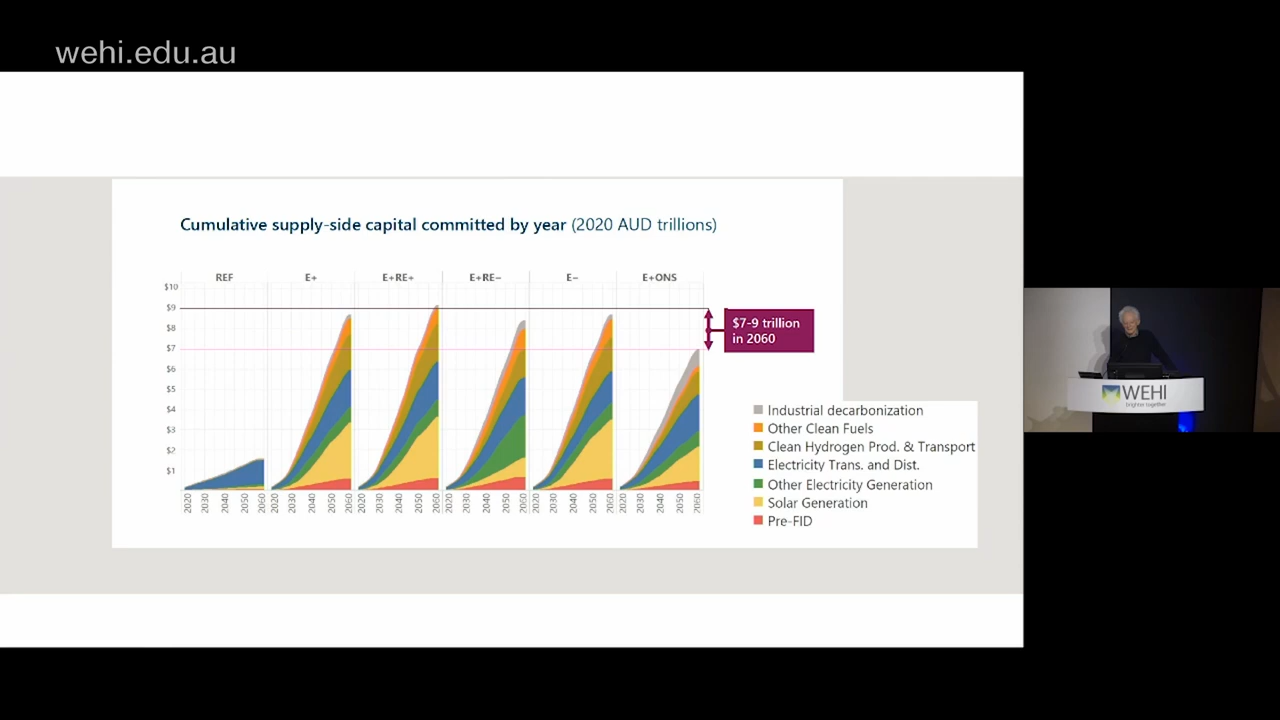 wehi.edu.au
Cumulative supply-side capital committed by year (2020 AUD trillions)
REF E+ E+RE+ E+RE− E− E+ONS
$10
$9
$8
$7
$6
$5
$4
$3
$2
$1
2020 2030 2040 2050 2060 2020 2030 2040 2050 2060 2020 2030 2040 2050 2060 2020 2030 2040 2050 2060 2020 2030 2040 2050 2060 2020 2030 2040 2050 2060
$7-9 trillion
in 2060
Industrial decarbonization
Other Clean Fuels
Clean Hydrogen Prod. & Transport
Electricity Trans. and Dist.
Other Electricity Generation
Solar Generation
Pre-FID
WEHI
brighter together